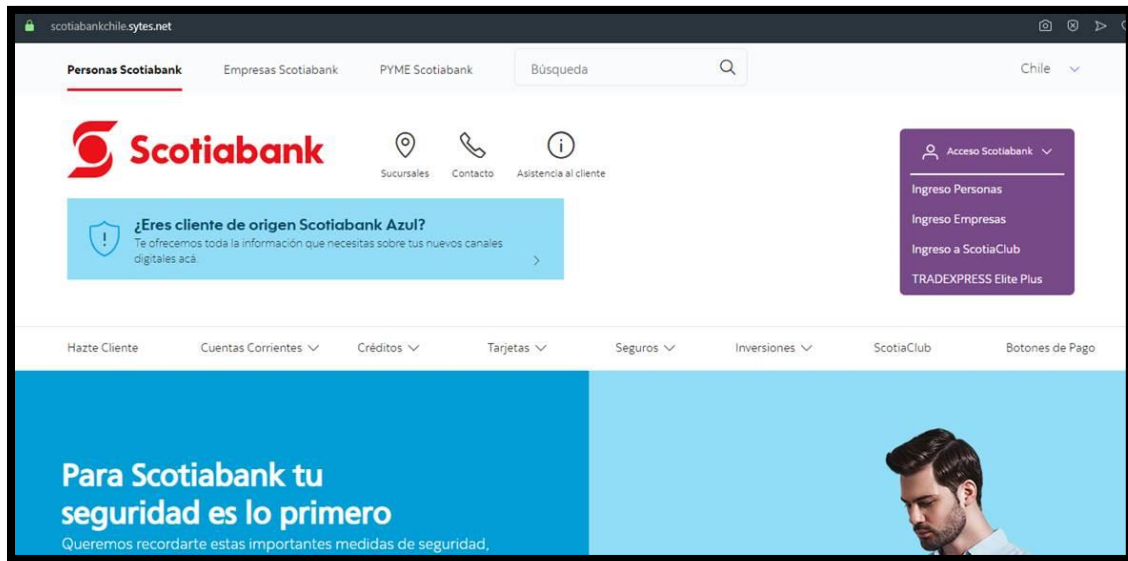 scotiabankchile.sytes.net
Personas Scotiabank Empresas Scotiabank PYME Scotiabank Búsqueda Chile
Scotiabank
Sucursales Contacto Asistencia al cliente
Acceso Scotiabank
Ingreso Personas
Ingreso Empresas
Ingreso a ScotiaClub
TRADEXPRESS Elite Plus
¿Eres cliente de origen Scotiabank Azul?
Te ofrecemos toda la información que necesitas sobre tus nuevos canales
digitales acá.
Hazte Cliente Cuentas Corrientes Créditos Tarjetas Seguros Inversiones ScotiaClub Botones de Pago
Para Scotiabank tu
seguridad es lo primero
Queremos recordarte estas importantes medidas de seguridad,